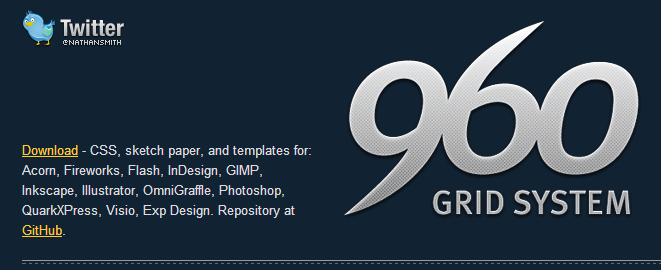 Twitter
@NATHANSMITH
960
GRID SYSTEM
Download - CSS, sketch paper, and templates for:
Acorn, Fireworks, Flash, InDesign, GIMP,
Inkscape, Illustrator, OmniGraffle, Photoshop,
QuarkXPress, Visio, Exp Design. Repository at
GitHub.